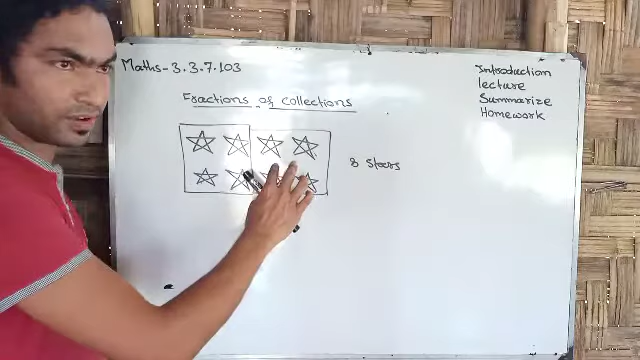 Maths-3.3.7.103
Fractions of collections
8 stars
Introduction
lecture
Summarize
Homework